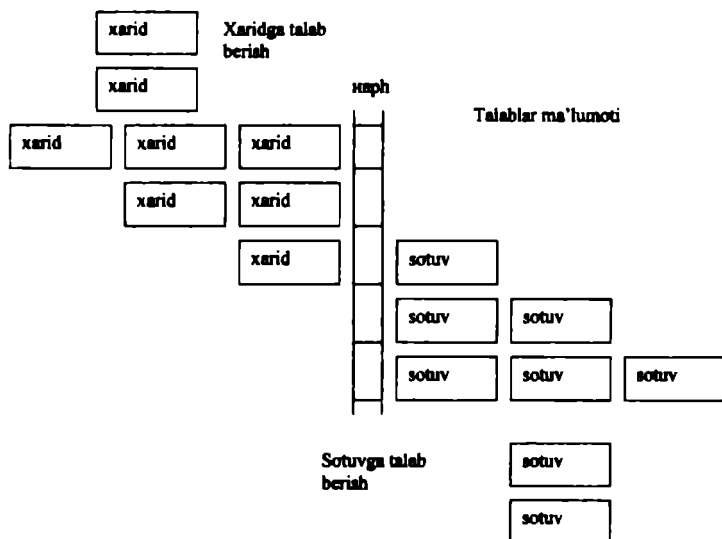 xarid
Xaridga talab
berish
xarid
нарh
Talablar ma’lumoti
xarid xarid xarid
xarid xarid
xarid sotuv
sotuv sotuv
sotuv sotuv sotuv
Sotuvga talab
berish
sotuv
sotuv